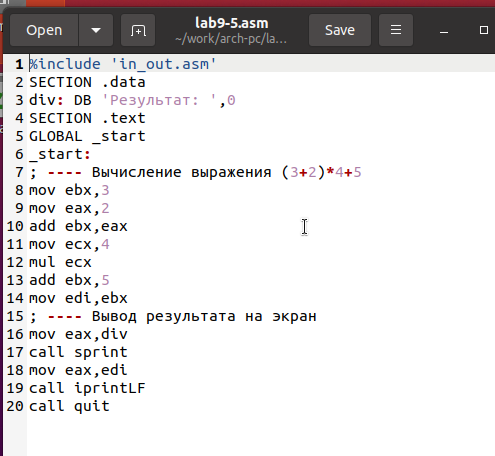 Open
lab9-5.asm
~/work/arch-pc/la...
Save
1 %include 'in_out.asm'
2 SECTION .data
3 div: DB 'Результат: ',0
4 SECTION .text
5 GLOBAL _start
6 _start:
7 ; ---- Вычисление выражения (3+2)*4+5
8 mov ebx,3
9 mov eax,2
10 add ebx,eax
11 mov ecx,4
12 mul ecx
13 add ebx,5
14 mov edi,ebx
15 ; ---- Вывод результата на экран
16 mov eax,div
17 call sprint
18 mov eax,edi
19 call iprintLF
20 call quit